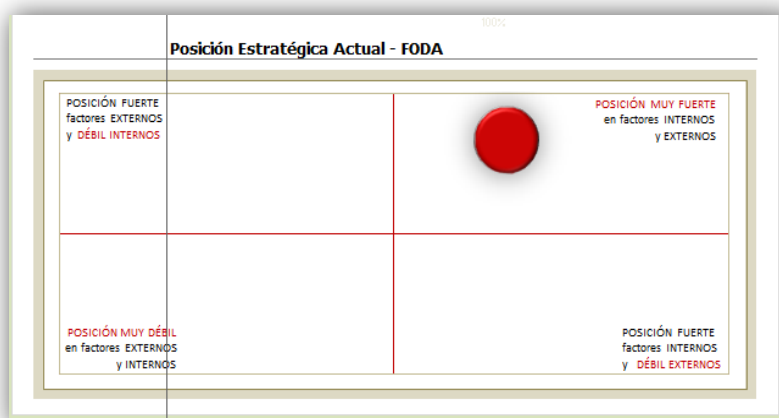 100%
Posición Estratégica Actual - FODA
POSICIÓN FUERTE
factores EXTERNOS
y DÉBIL INTERNOS
POSICIÓN MUY FUERTE
en factores INTERNOS
y EXTERNOS
POSICIÓN MUY DÉBIL
en factores EXTERNOS
y INTERNOS
POSICIÓN FUERTE
factores INTERNOS
y DÉBIL EXTERNOS